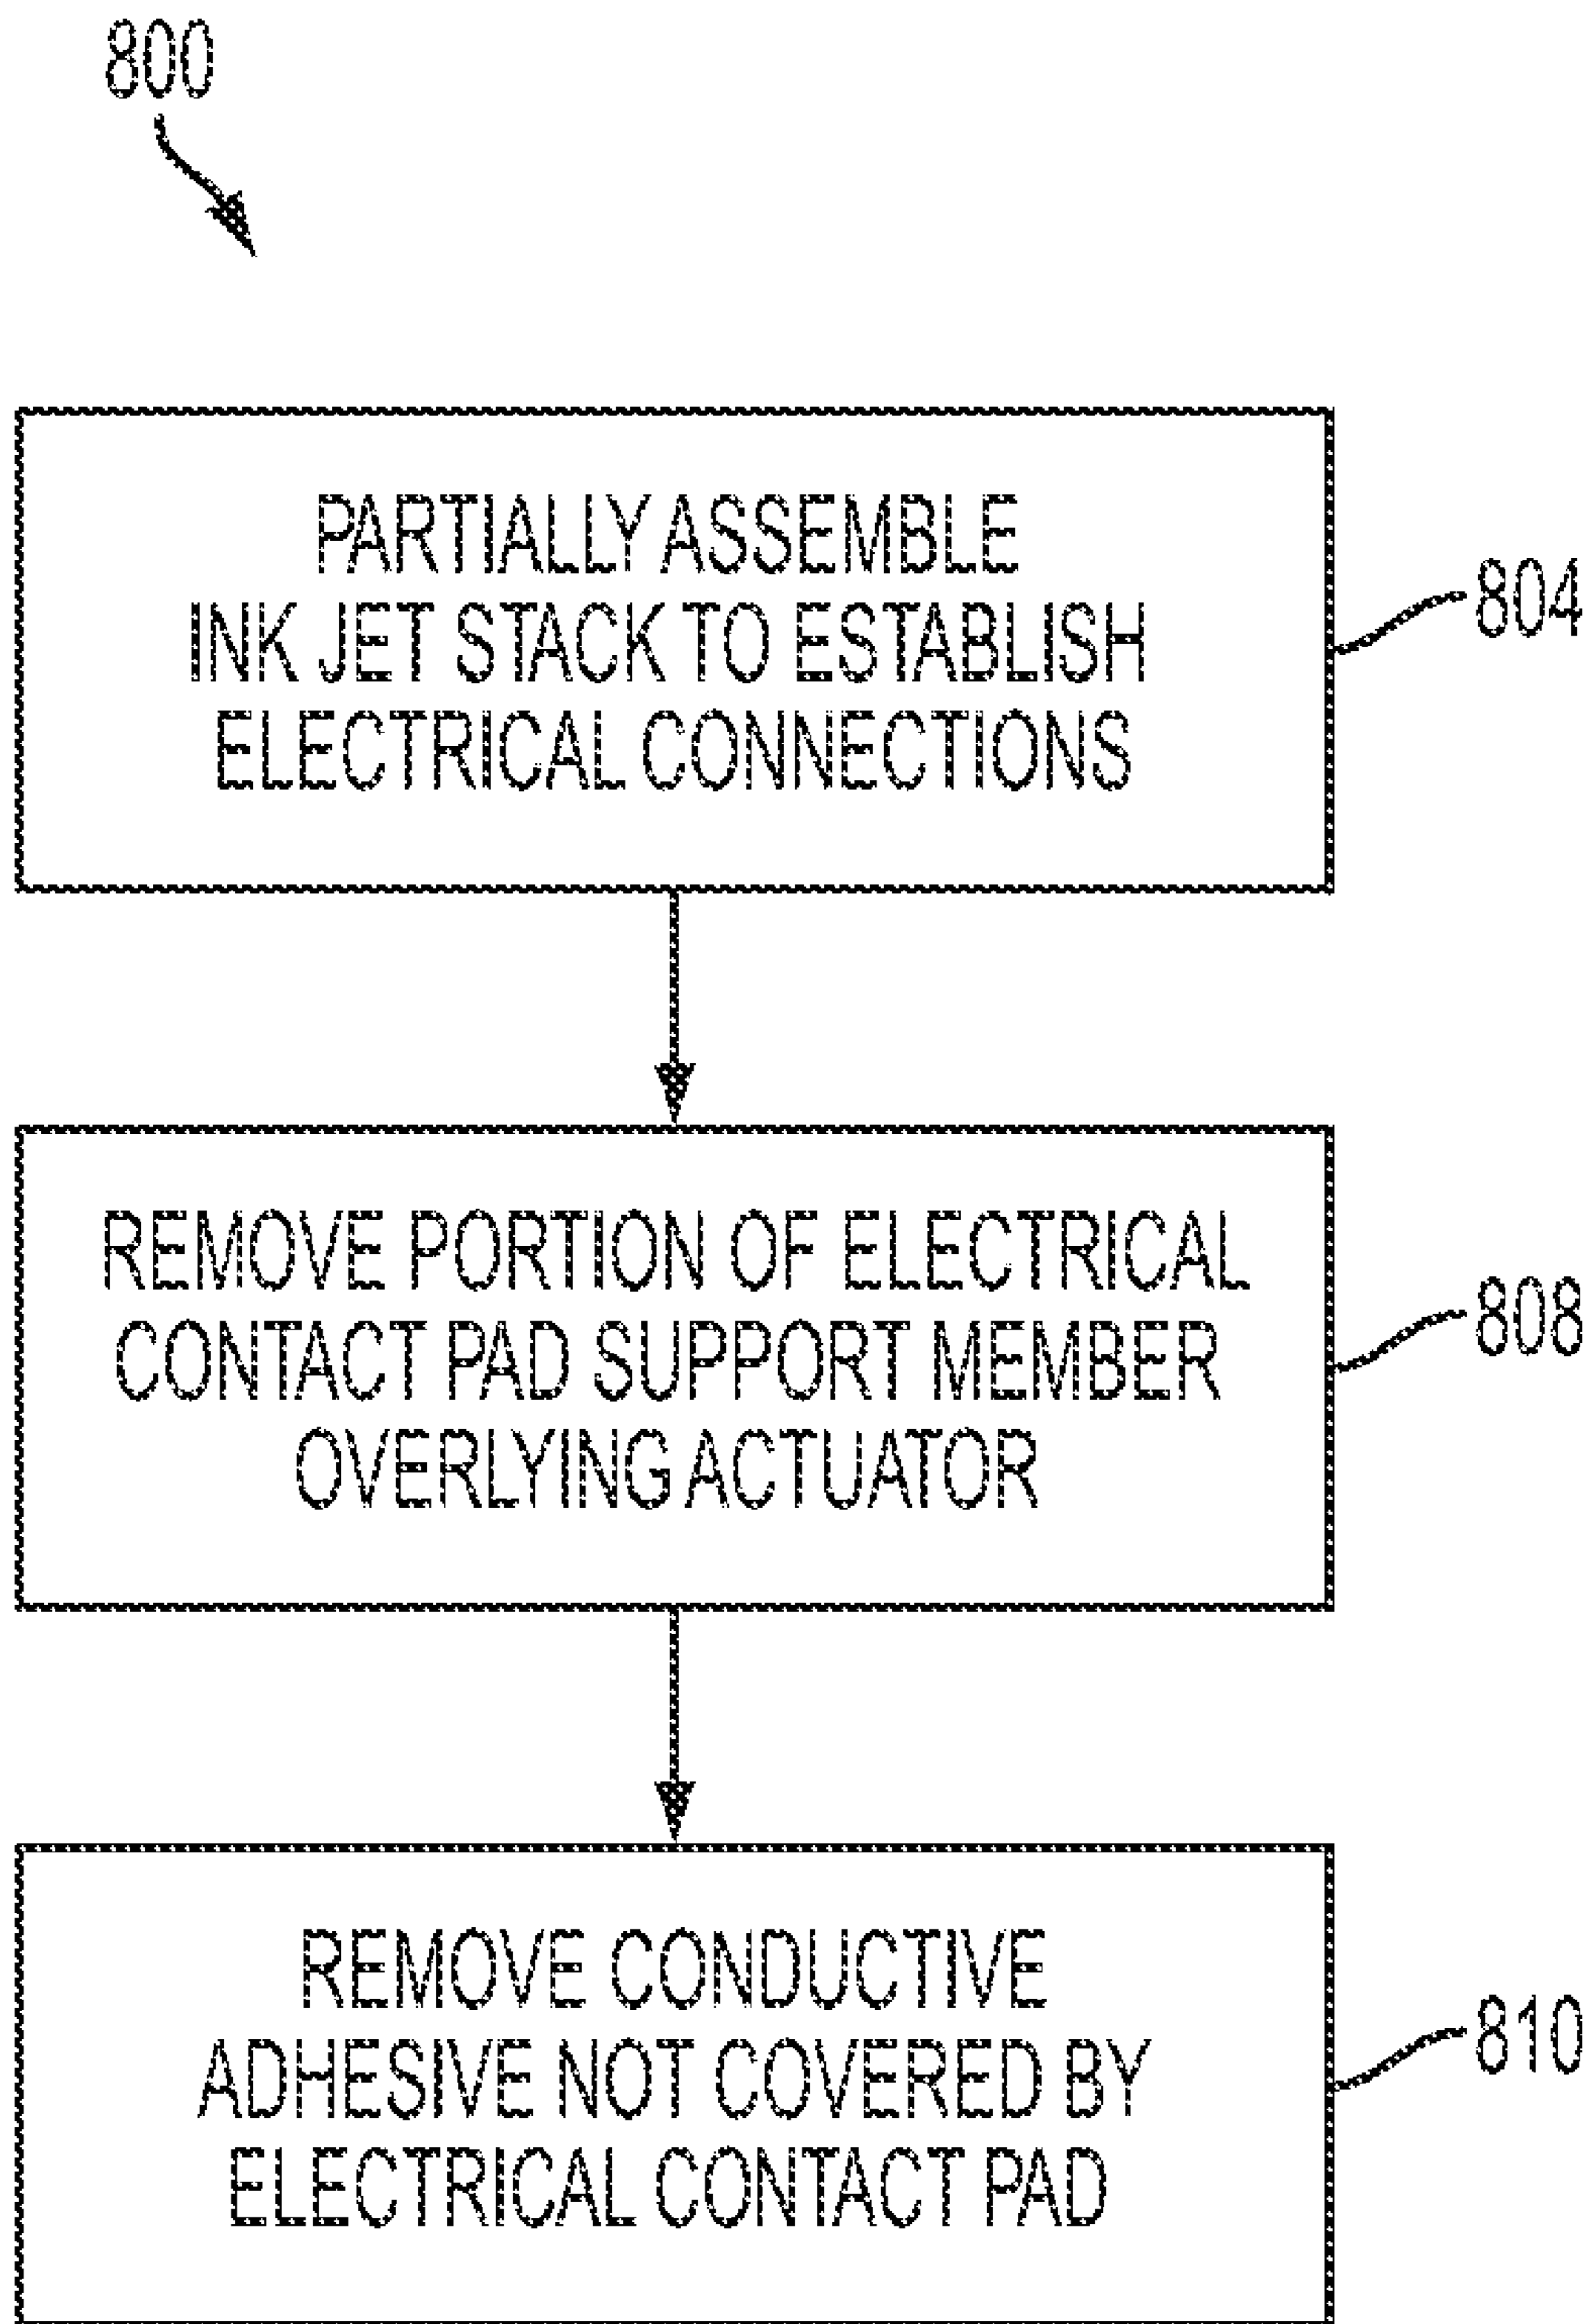 800
PARTIALLY ASSEMBLE
INK JET STACK TO ESTABLISH
ELECTRICAL CONNECTIONS
804
REMOVE PORTION OF ELECTRICAL
CONTACT PAD SUPPORT MEMBER
OVERLYING ACTUATOR
808
REMOVE CONDUCTIVE
ADHESIVE NOT COVERED BY
ELECTRICAL CONTACT PAD
810